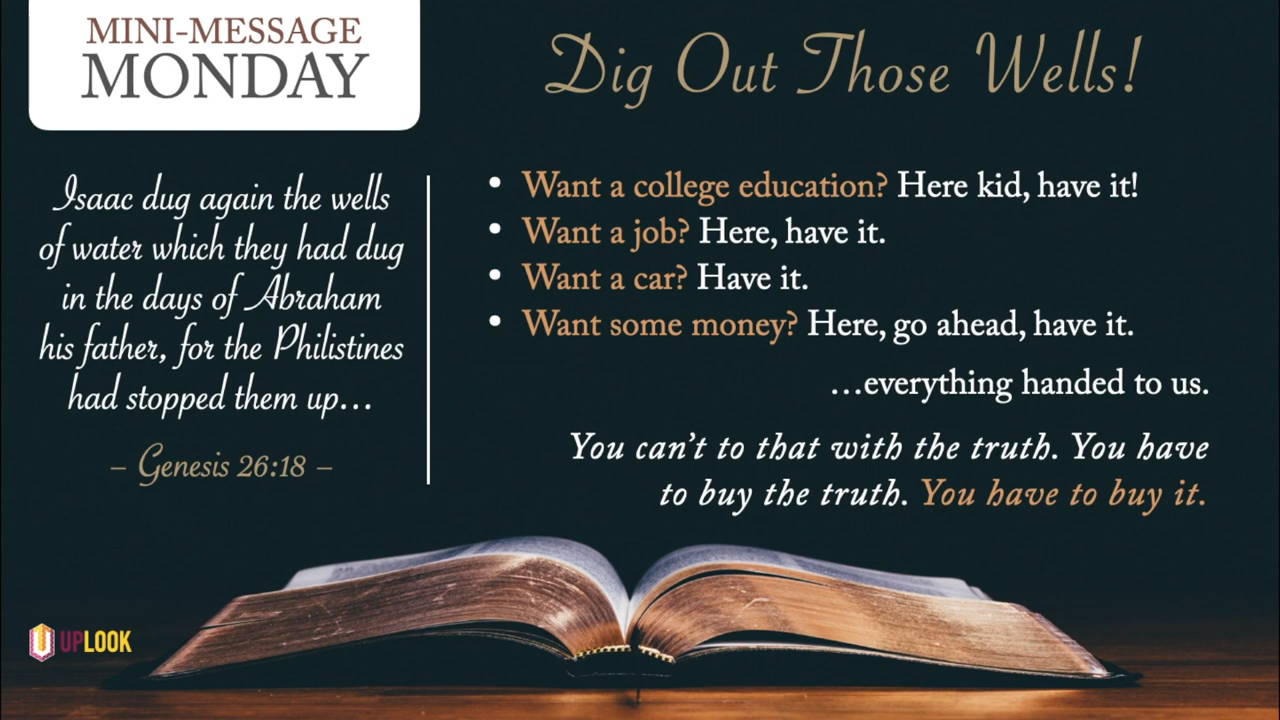 MINI-MESSAGE
MONDAY
Dig Out Those Wells!
Isaac dug again the wells
of water which they had dug
in the days of Abraham
his father, for the Philistines
had stopped them up...
– Genesis 26:18 –
• Want a college education? Here kid, have it!
• Want a job? Here, have it.
• Want a car? Have it.
• Want some money? Here, go ahead, have it.
...everything handed to us.
You can't to that with the truth. You have
to buy the truth. You have to buy it.
UPLOOK